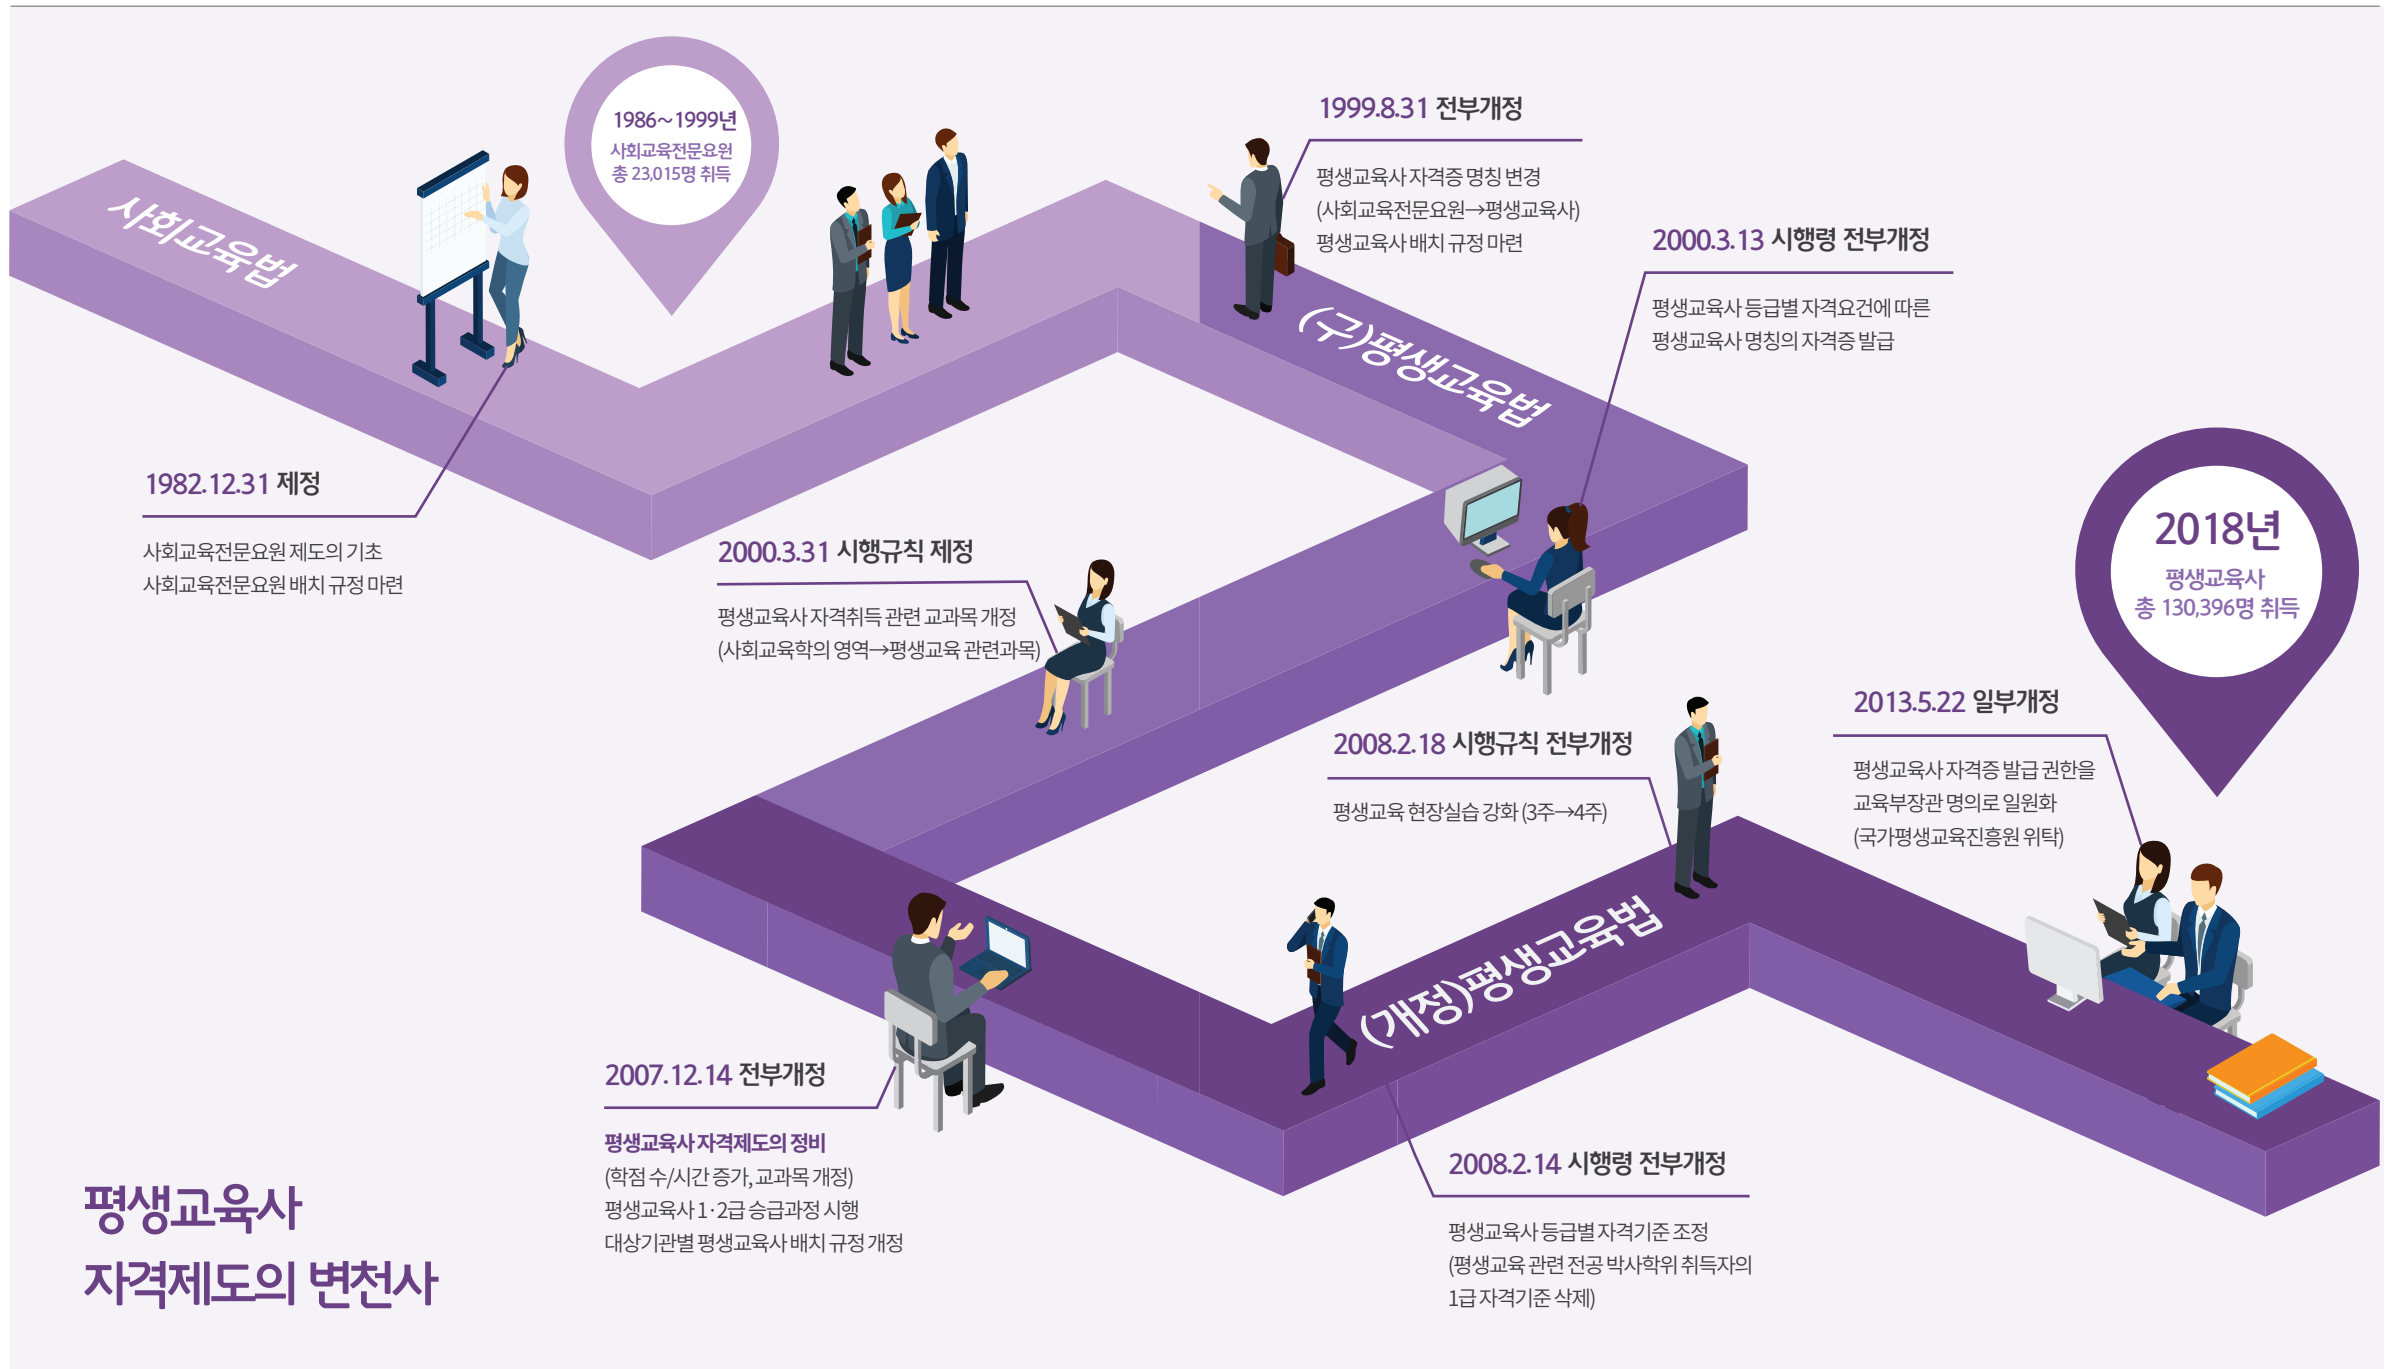 사회교육법
1986~1999년
사회교육전문요원
총 23,015명 취득
1982.12.31 제정
사회교육전문요원 제도의 기초
사회교육전문요원 배치 규정 마련
(구)평생교육법
1999.8.31 전부개정
평생교육사 자격증 명칭 변경
(사회교육전문요원→평생교육사)
평생교육사 배치 규정 마련
2000.3.13 시행령 전부개정
평생교육사 등급별 자격요건에 따른
평생교육사 명칭의 자격증 발급
2000.3.31 시행규칙 제정
평생교육사 자격취득 관련 교과목 개정
(사회교육학의 영역→평생교육 관련과목)
2007.12.14 전부개정
평생교육사 자격제도의 정비
(학점 수/시간 증가, 교과목 개정)
평생교육사 1·2급 승급과정 시행
대상기관별 평생교육사 배치 규정 개정
(개정)평생교육법
2008.2.14 시행령 전부개정
평생교육사 등급별 자격기준 조정
(평생교육 관련 전공 박사학위 취득자의
1급 자격기준 삭제)
2008.2.18 시행규칙 전부개정
평생교육 현장실습 강화 (3주→4주)
2013.5.22 일부개정
평생교육사 자격증 발급 권한을
교육부장관 명의로 일원화
(국가평생교육진흥원 위탁)
2018년
평생교육사
총 130,396명 취득
평생교육사
자격제도의 변천사